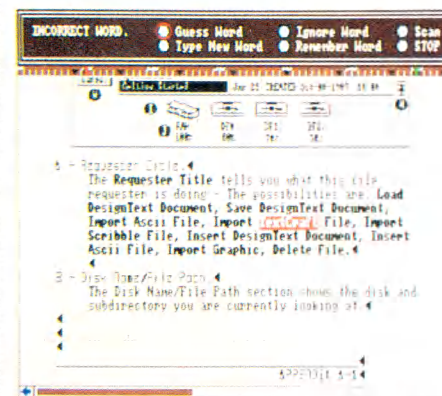 INCORRECT WORD. Guess Word Ignore Word Scan
Type New Word Remember Word STOP
Getting Started
The Requester Title tells you what this file
requester is doing - The possibilities are: Load
DesignText Document, Save DesignText Document,
Import Ascii File, Import TextCraft File, Import
Scribble File, Insert DesignText Document, Insert
Ascii File, Import Graphic, Delete File.
B - Disk Name/File Path.
The Disk Name/File Path section shows the disk and
subdirectory you are currently looking at.